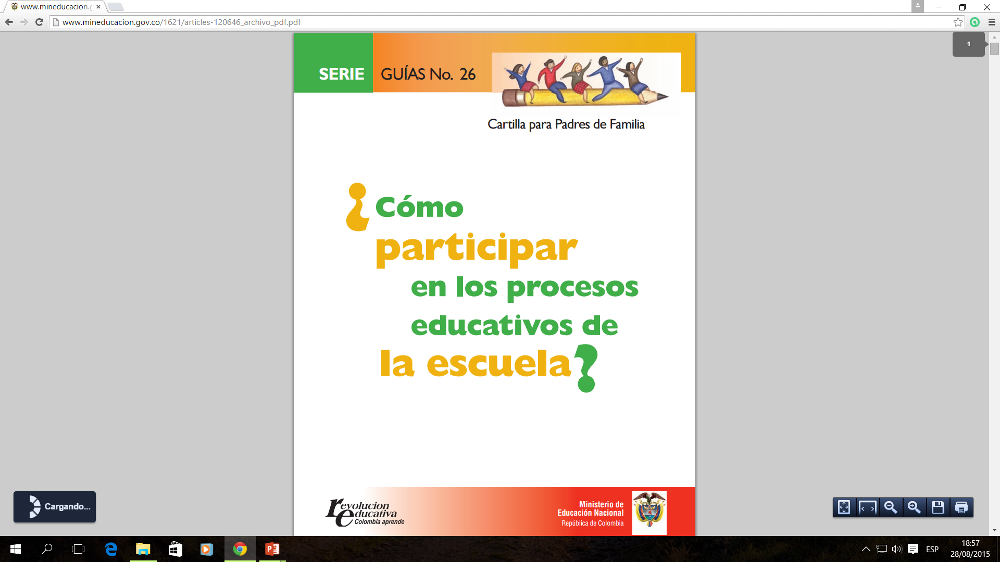 www.mineducacion.g
www.mineducacion.gov.co/1621/articles-120646_archivo_pdf.pdf
1
SERIE GUÍAS No. 26
Cartilla para Padres de Familia
¿Cómo
participar
en los procesos
educativos de
la escuela?
Cargando...
revolucion
educativa
Colombia aprende
Ministerio de
Educación Nacional
República de Colombia
ESP
18:57
28/08/2015